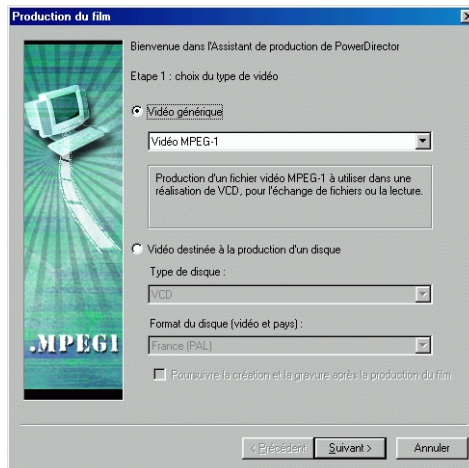 Production du film
Bienvenue dans l'Assistant de production de PowerDirector
Etape 1 : choix du type de vidéo
Vidéo générique
Vidéo MPEG-1
Production d'un fichier vidéo MPEG-1 à utiliser dans une
réalisation de VCD, pour l'échange de fichiers ou la lecture.
Vidéo destinée à la production d'un disque
Type de disque :
VCD
Format du disque (vidéo et pays) :
France (PAL)
Poursuivre la création et la gravure après la production du film
.MPEG1
< Précédent
Suivant >
Annuler